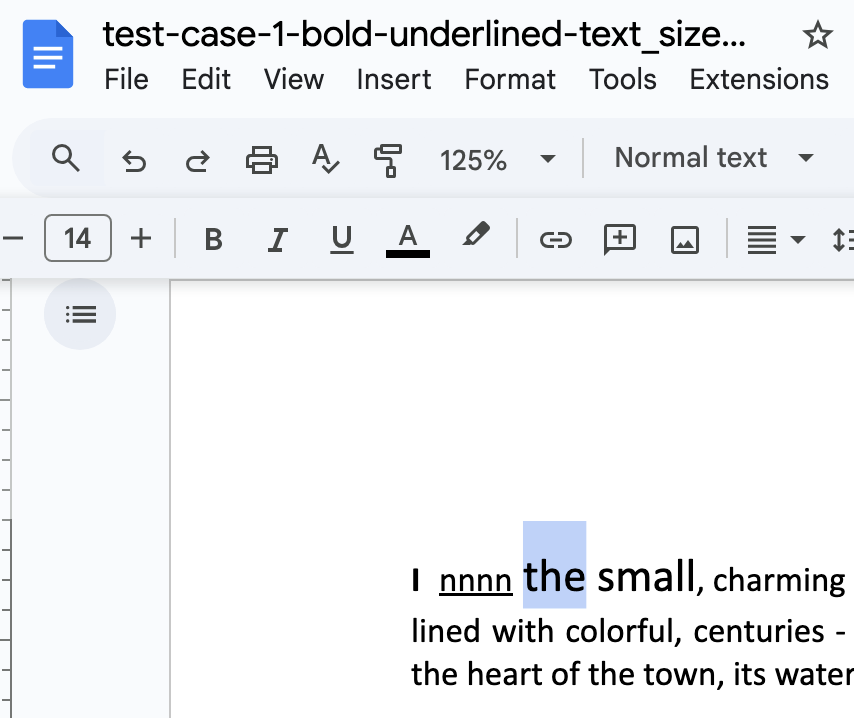 test-case-1-bold-underlined-text_size...
File Edit View Insert Format Tools Extensions
125% Normal text
14 B I U A
I nnnn the small, charming
lined with colorful, centuries -
the heart of the town, its water